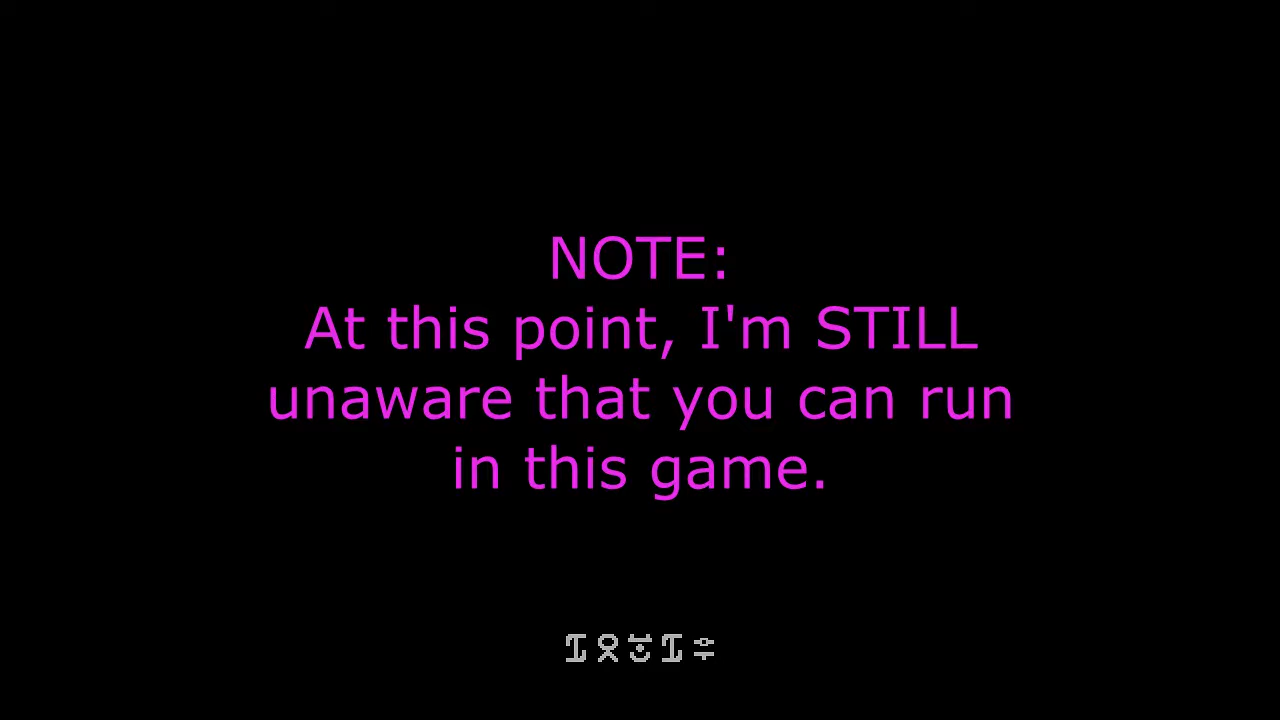 NOTE:
At this point, I'm STILL
unaware that you can run
in this game.